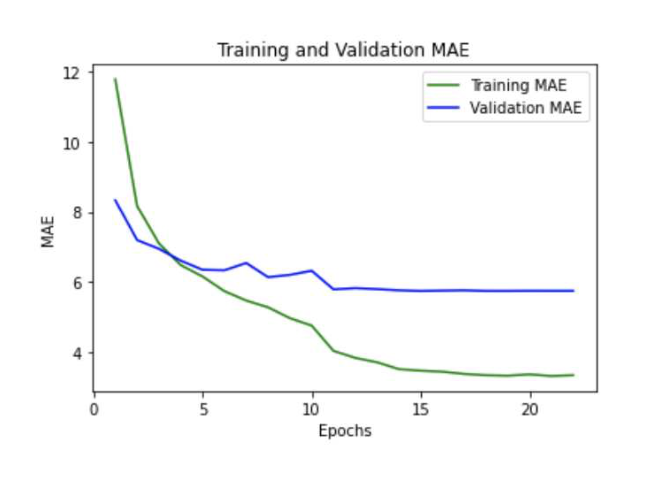 Training and Validation MAE
Training MAE
Validation MAE
12
10
8
6
4
MAE
0
5
10
15
20
Epochs